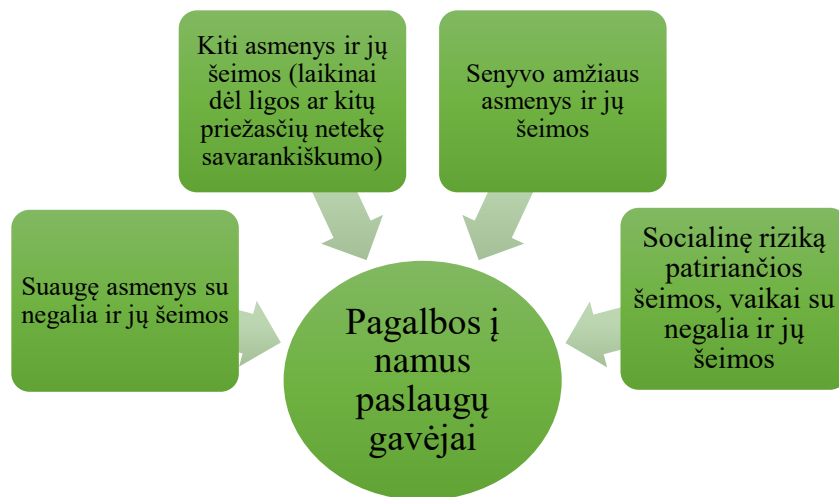 Kiti asmenys ir jų
šeimos (laikinai
dėl ligos ar kitų
priežasčių netekę
savarankiškumo)
Senyvo amžiaus
asmenys ir jų
šeimos
Suaugę asmenys su
negalia ir jų šeimos
Socialinę riziką
patiriančios
šeimos, vaikai su
negalia ir jų
šeimos
Pagalbos į
namus
paslaugų
gavėjai